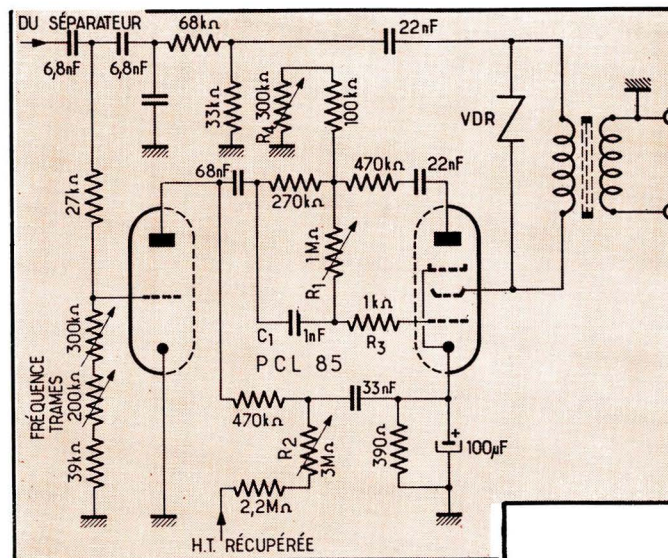 DU SÉPARATEUR
6,8nF
6,8nF
68kΩ
22nF
33kΩ
300kΩ
R4
100kΩ
VDR
27kΩ
68nF
270kΩ
470kΩ
22nF
1MΩ
R1
C1
1nF
1kΩ
R3
PCL 85
FRÉQUENCE
TRAMES
300kΩ
200kΩ
39kΩ
470kΩ
33nF
R2
3MΩ
390Ω
+
100µF
2,2MΩ
H.T. RÉCUPÉRÉE